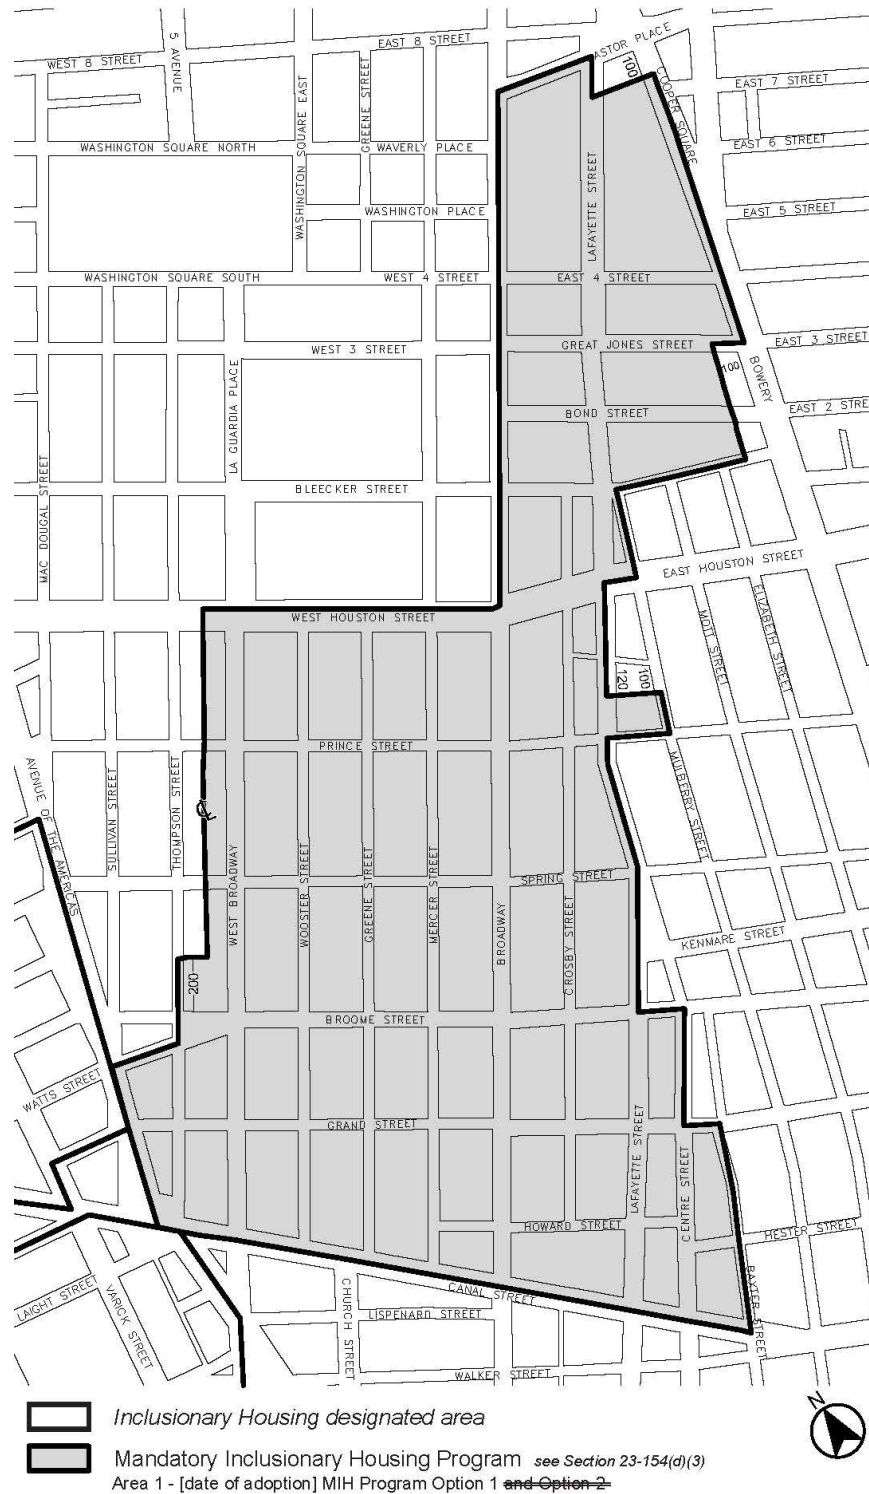 5 AVENUE
EAST 8 STREET
ASTOR PLACE
WEST 8 STREET
GREENE STREET
100
COOPER SQUARE
EAST 7 STREET
WASHINGTON SQUARE EAST
WASHINGTON SQUARE NORTH
WAVERLY PLACE
EAST 6 STREET
LAFAYETTE STREET
WASHINGTON PLACE
EAST 5 STREET
WASHINGTON SQUARE SOUTH
WEST 4 STREET
EAST 4 STREET
WEST 3 STREET
GREAT JONES STREET
EAST 3 STREET
100
BOWERY
LA GUARDIA PLACE
BOND STREET
EAST 2 STRE
MAC DOUGAL STREET
BLEECKER STREET
EAST HOUSTON STREET
WEST HOUSTON STREET
MOTT STREET
ELIZABETH STREET
120
100
PRINCE STREET
AVENUE OF THE AMERICAS
SULLIVAN STREET
THOMPSON STREET
MULBERRY STREET
WEST BROADWAY
WOOSTER STREET
GREENE STREET
MERCER STREET
BROADWAY
SPRING STREET
CROSBY STREET
KENMARE STREET
200
BROOME STREET
WATTS STREET
GRAND STREET
LAFAYETTE STREET
CENTRE STREET
HOWARD STREET
HESTER STREET
BAXTER STREET
LAIGHT STREET
VARICK STREET
CHURCH STREET
CANAL STREET
LISPENARD STREET
WALKER STREET
N
Inclusionary Housing designated area
Mandatory Inclusionary Housing Program see Section 23-154(d)(3)
Area 1 - [date of adoption] MIH Program Option 1 and Option 2